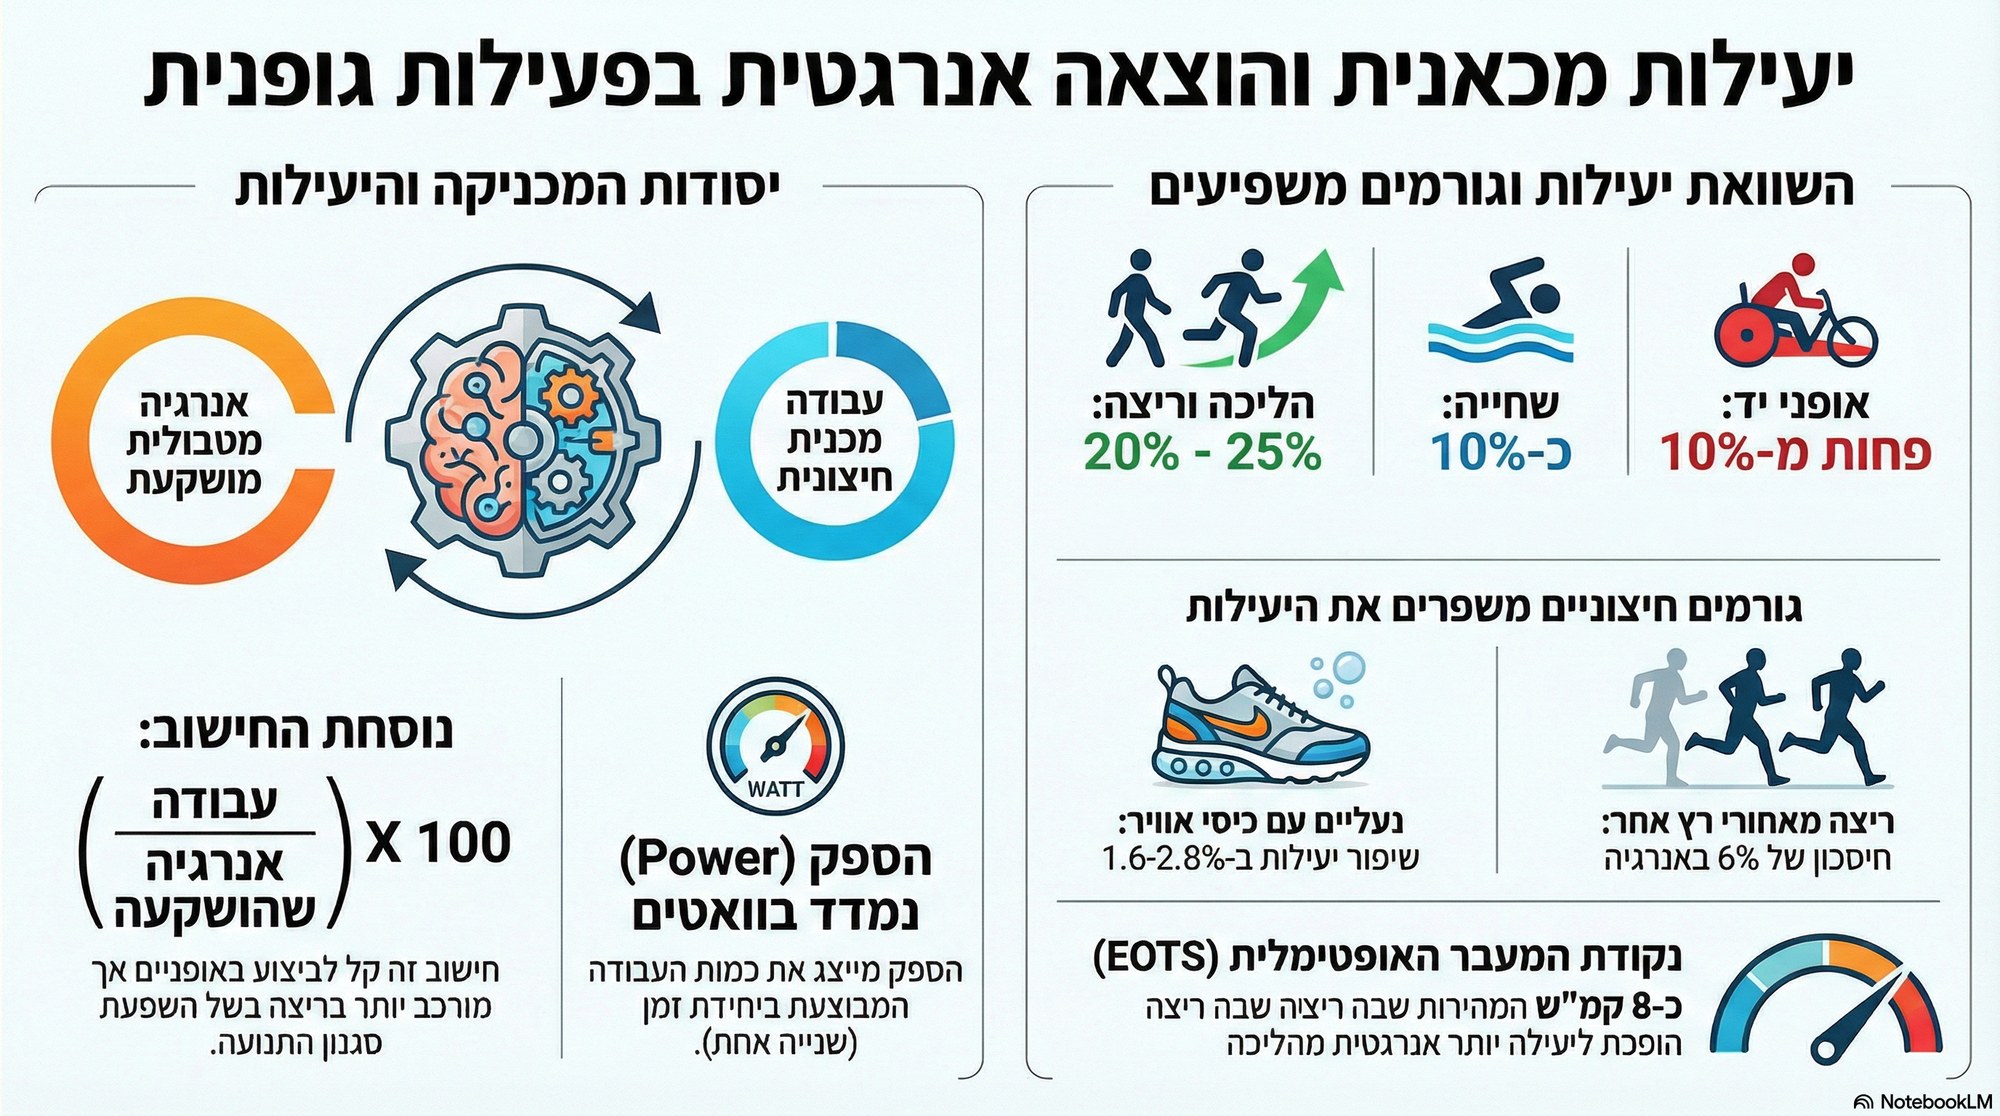 יעילות מכאנית והוצאה אנרגטית בפעילות גופנית
השוואת יעילות וגורמים משפיעים
אופני יד:
פחות מ-10%
שחייה:
כ-10%
הליכה וריצה:
20% - 25%
גורמים חיצוניים משפרים את היעילות
ריצה מאחורי רץ אחר:
חיסכון של 6% באנרגיה
נעליים עם כיסי אוויר:
שיפור יעילות ב-1.6-2.8%
נקודת המעבר האופטימלית (EOTS)
כ-8 קמ"ש המהירות שבה ריציה שבה ריצה
הופכת ליעילה יותר אנרגטית מהליכה
יסודות המכניקה והיעילות
עבודה
מכנית
חיצונית
אנרגיה
מטבולית
מושקעת
WATT
הספק (Power)
נמדד בוואטים
הספק מייצג את כמות העבודה
המבוצעת ביחידת זמן
(שנייה אחת).
נוסחת החישוב:
(עבודה
אנרגיה
שהושקעה) X 100
חישוב זה קל לביצוע באופניים אך
מורכב יותר בריצה בשל השפעת
סגנון התנועה.
NotebookLM